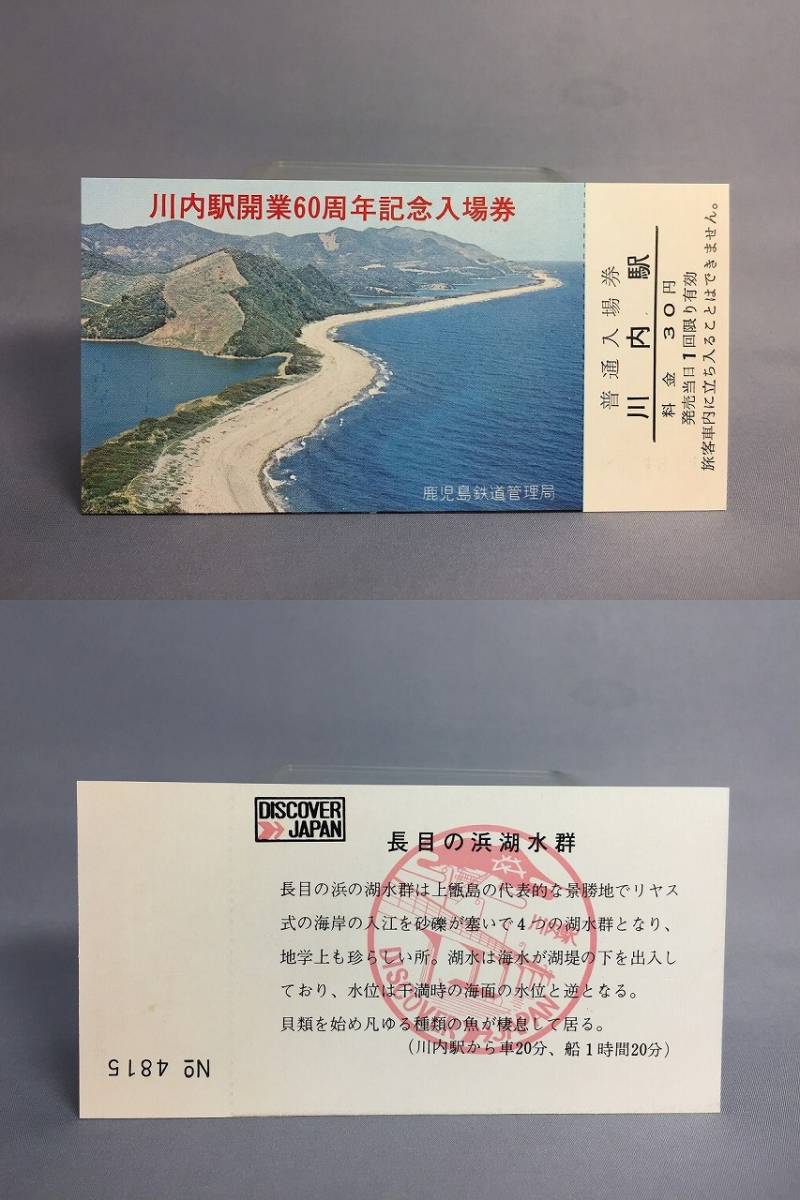 川内駅開業60周年記念入場券
鹿児島鉄道管理局
普通入場券
川内駅
料金 30円
発売当日1回限り有効
旅客車内に立ち入ることはできません。
DISCOVER
JAPAN
長目の浜湖水群
長目の浜の湖水群は上甑島の代表的な景勝地でリヤス
式の海岸の入江を砂礫が塞いで4つの湖水群となり、
地学上も珍らしい所。湖水は海水が湖堤の下を出入し
ており、水位は干満時の海面の水位と逆となる。
貝類を始め凡ゆる種類の魚が棲息して居る。
(川内駅から車20分、船1時間20分)
DISCOVER JAPAN
№ 4815